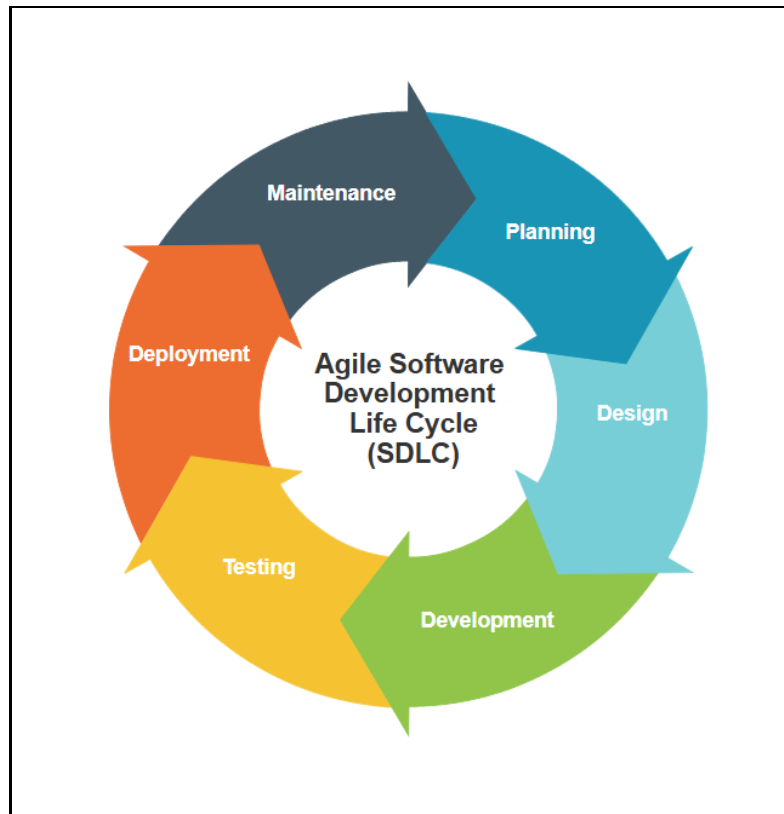 Maintenance
Planning
Deployment
Agile Software
Development
Life Cycle
(SDLC)
Design
Testing
Development